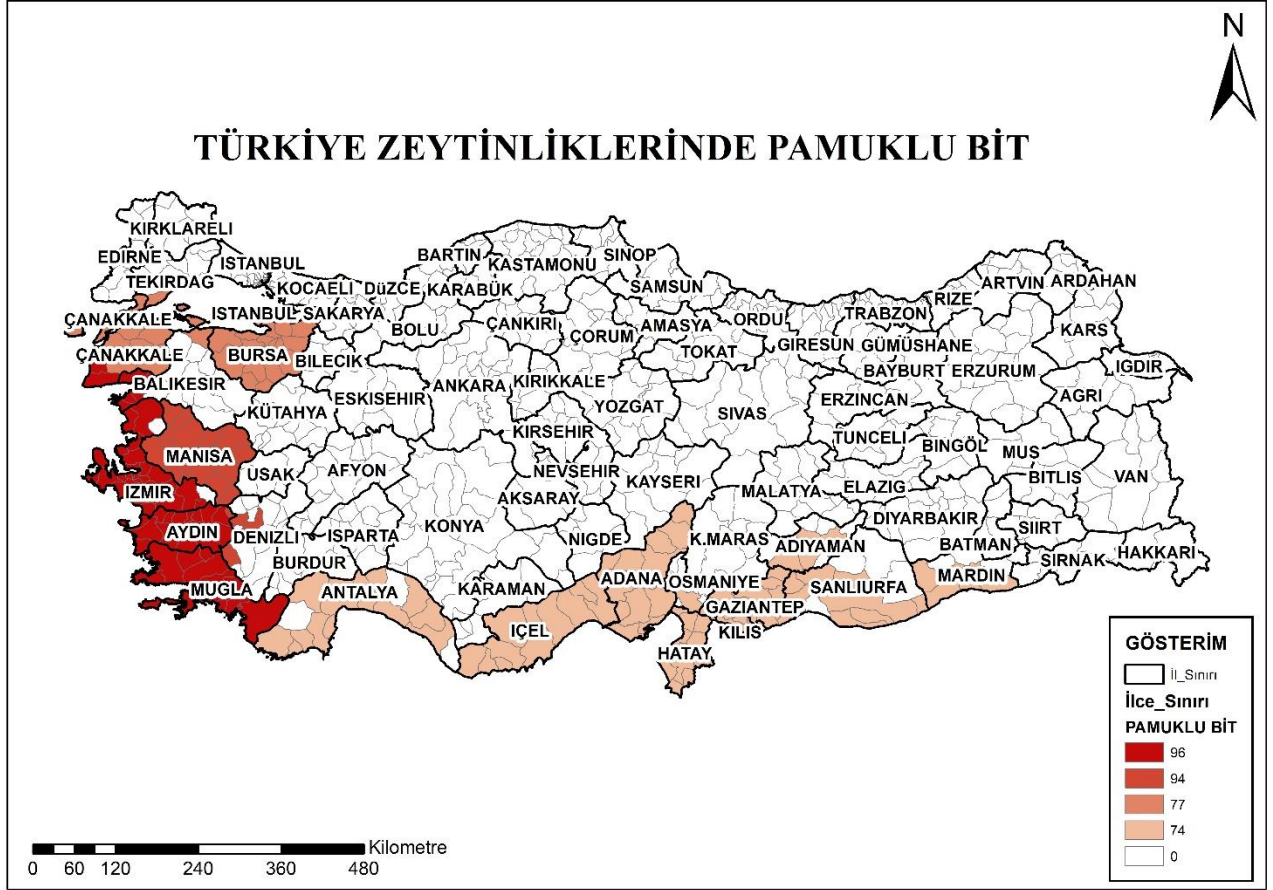 N
TÜRKİYE ZEYTİNLİKLERİNDE PAMUKLU BİT
KIRKLARELI
EDIRNE
ISTANBUL
TEKIRDAG
BARTIN
KASTAMONU
SINOP
KOCAELI
DüZCE
KARABÜK
SAMSUN
ARTVIN
ARDAHAN
RIZE
ÇANAKKALE
ISTANBUL
SAKARYA
BOLU
ÇANKIRI
ÇORUM
AMASYA
ORDU
TRABZON
KARS
ÇANAKKALE
BURSA
BILECIK
TOKAT
GIRESUN
GÜMÜSHANE
BAYBURT
ERZURUM
IGDIR
BALIKESIR
ESKISEHIR
ANKARA
KIRIKKALE
YOZGAT
SIVAS
ERZINCAN
AGRI
KÜTAHYA
KIRSEHIR
TUNCELI
BINGÖL
MUS
MANISA
USAK
AFYON
NEVSEHIR
KAYSERI
MALATYA
ELAZIG
BITLIS
VAN
IZMIR
AKSARAY
DIYARBAKIR
AYDIN
DENIZLI
ISPARTA
KONYA
NIGDE
K.MARAS
ADIYAMAN
BATMAN
SIIRT
SIRNAK
HAKKARI
BURDUR
MUGLA
ANTALYA
KARAMAN
ADANA
OSMANIYE
SANLIURFA
MARDIN
GAZIANTEP
IÇEL
KILIS
HATAY
GÖSTERİM
İl_Sınırı
İlce_Sınırı
PAMUKLU BİT
96
94
77
74
0
Kilometre
0 60 120 240 360 480